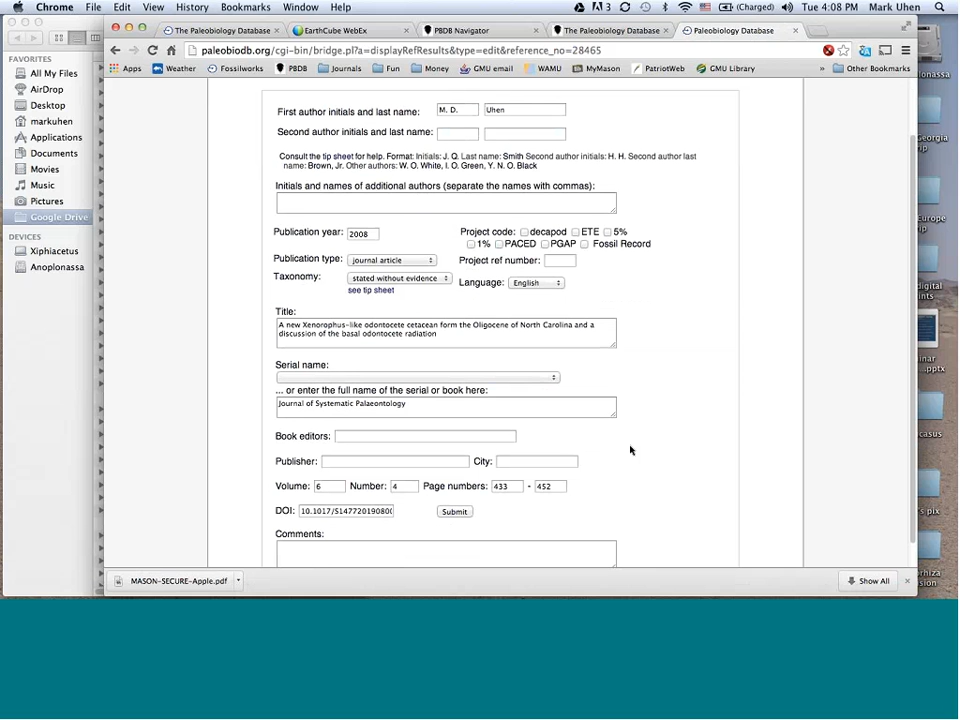 Chrome File Edit View History Bookmarks Window Help 3 (Charged) Tue 4:08 PM Mark Uhen
The Paleobiology Database EarthCube WebEx PBDB Navigator The Paleobiology Database Paleobiology Database
paleobiodb.org/cgi-bin/bridge.pl?a=displayRefResults&type=edit&reference_no=28465
Apps Weather Fossilworks PBDB Journals Fun Money GMU email WAMU MyMason PatriotWeb GMU Library » Other Bookmarks
FAVORITES
All My Files
AirDrop
Desktop
markuhen
Applications
Documents
Movies
Music
Pictures
Google Drive
DEVICES
Xiphiacetus
Anoplonassa
First author initials and last name: M. D. Uhen
Second author initials and last name:
Consult the tip sheet for help. Format: Initials: J. Q. Last name: Smith Second author initials: H. H. Second author last
name: Brown, Jr. Other authors: W. O. White, I. O. Green, Y. N. O. Black
Initials and names of additional authors (separate the names with commas):
Publication year: 2008
Project code: decapod ETE 5%
1% PACED PGAP Fossil Record
Publication type: journal article
Project ref number:
Taxonomy: stated without evidence
see tip sheet
Language: English
Title:
A new Xenorophus-like odontocete cetacean form the Oligocene of North Carolina and a
discussion of the basal odontocete radiation
Serial name:
... or enter the full name of the serial or book here:
Journal of Systematic Palaeontology
Book editors:
Publisher: City:
Volume: 6 Number: 4 Page numbers: 433 - 452
DOI: 10.1017/S147720190800 Submit
Comments:
MASON-SECURE-Apple.pdf
Show All